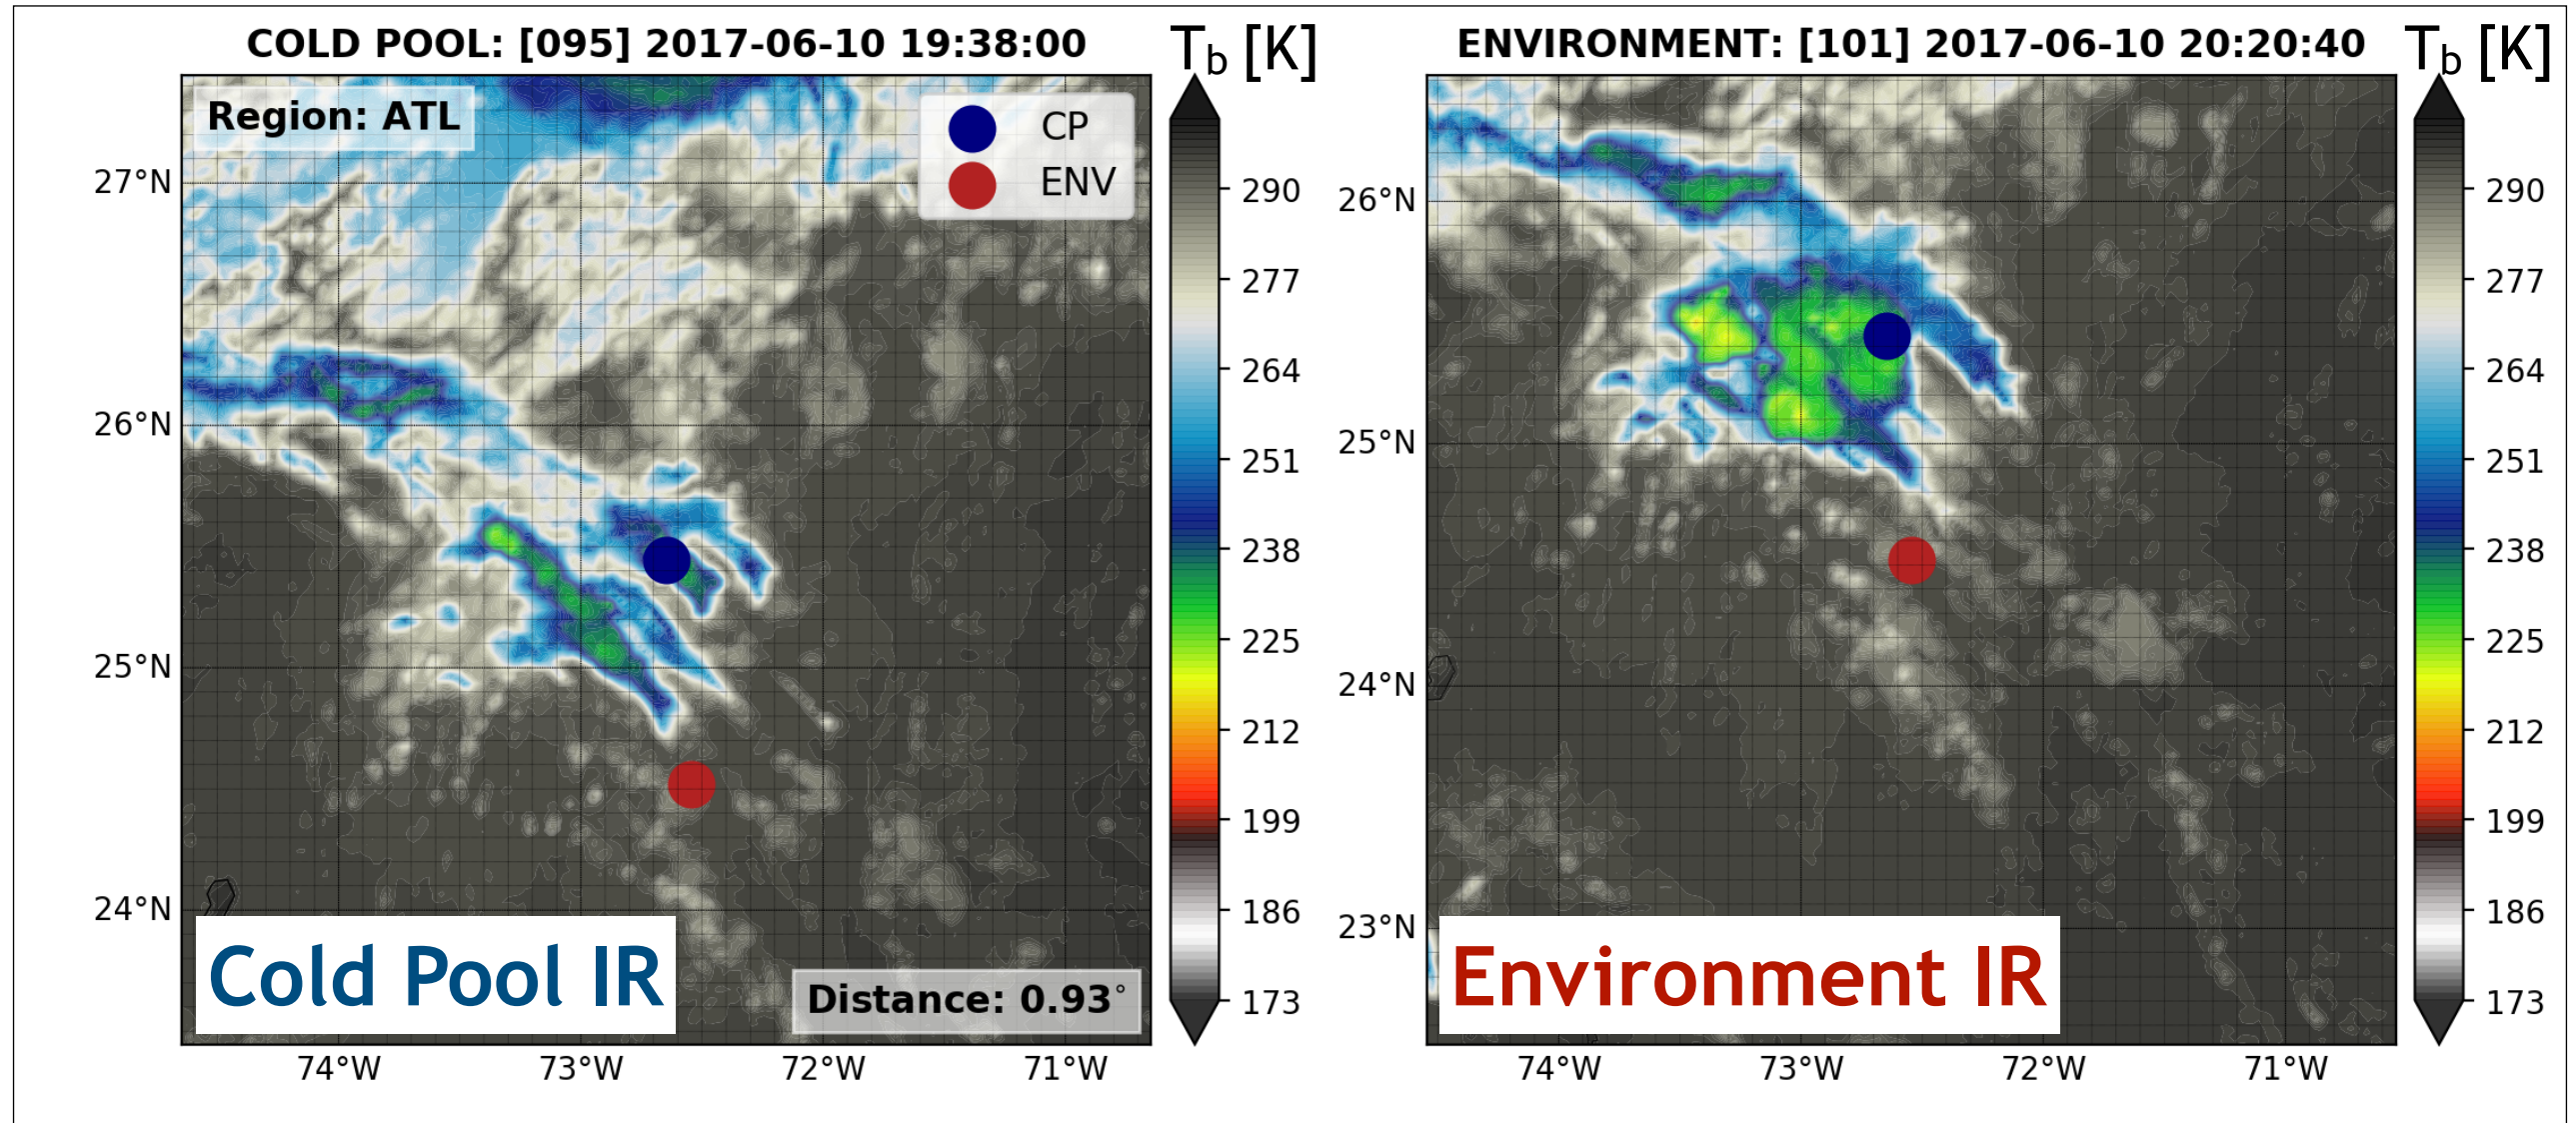 COLD POOL: [095] 2017-06-10 19:38:00
T_b [K]
Region: ATL
CP
ENV
27°N
26°N
25°N
24°N
74°W
73°W
72°W
71°W
290
277
264
251
238
225
212
199
186
173
Cold Pool IR
Distance: 0.93°
ENVIRONMENT: [101] 2017-06-10 20:20:40
T_b [K]
26°N
25°N
24°N
23°N
74°W
73°W
72°W
71°W
290
277
264
251
238
225
212
199
186
173
Environment IR